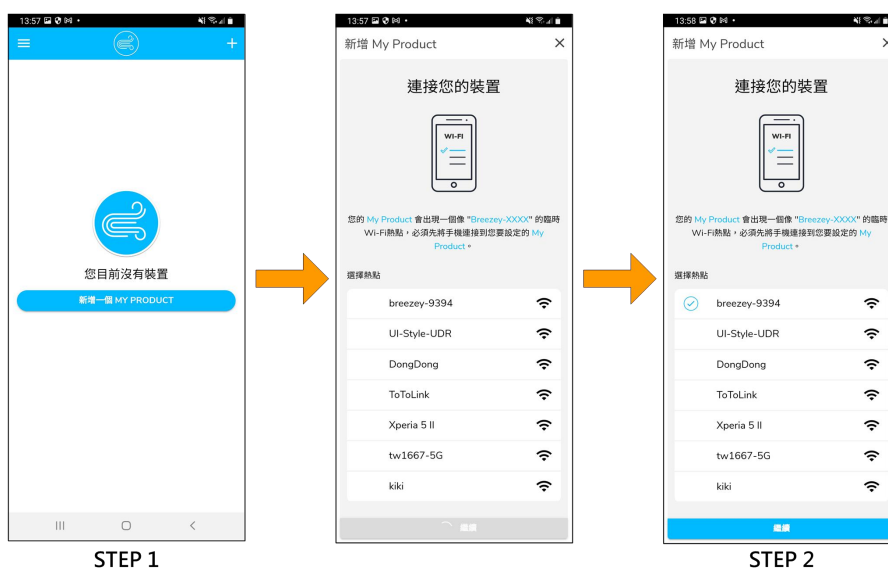 13:57
您目前沒有裝置
新增一個 MY PRODUCT
STEP 1
13:57
新增 My Product
連接您的裝置
WI-FI
您的 My Product 會出現一個像 "Breezey-XXXX" 的臨時
Wi-Fi熱點，必須先將手機連接到您要設定的 My
Product。
選擇熱點
breezey-9394
UI-Style-UDR
DongDong
ToToLink
Xperia 5 II
tw1667-5G
kiki
繼續
13:58
新增 My Product
連接您的裝置
WI-FI
您的 My Product 會出現一個像 "Breezey-XXXX" 的臨時
Wi-Fi熱點，必須先將手機連接到您要設定的 My
Product。
選擇熱點
breezey-9394
UI-Style-UDR
DongDong
ToToLink
Xperia 5 II
tw1667-5G
kiki
繼續
STEP 2